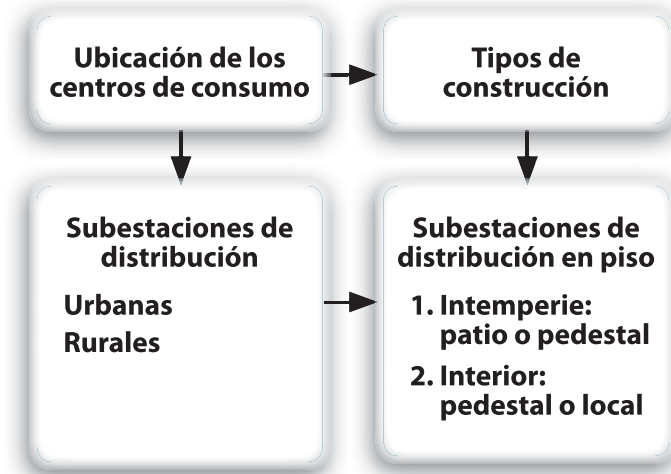 Ubicación de los
centros de consumo
Tipos de
construcción
Subestaciones de
distribución
Urbanas
Rurales
Subestaciones de
distribución en piso
1. Intemperie:
patio o pedestal
2. Interior:
pedestal o local